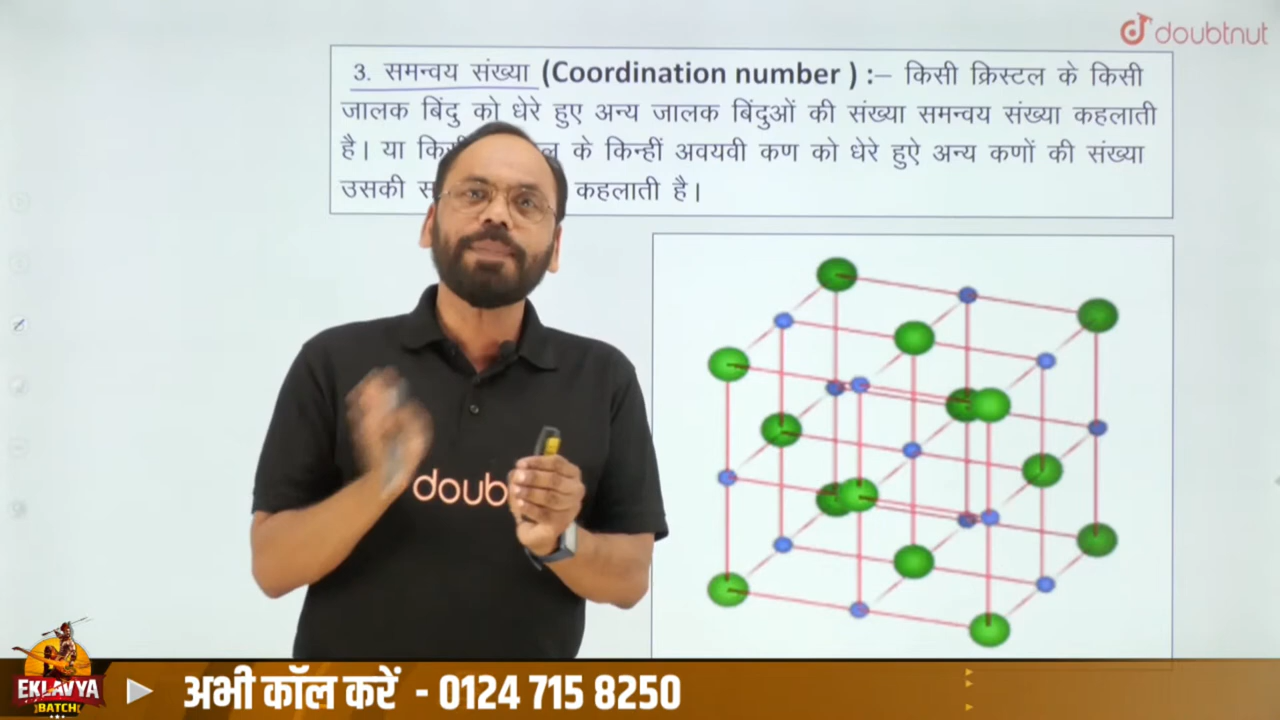 doubtnut
3. समन्वय संख्या (Coordination number ) :– किसी क्रिस्टल के किसी
जालक बिंदु को धेरे हुए अन्य जालक बिंदुओं की संख्या समन्वय संख्या कहलाती
है। या के किन्हीं अवयवी कण को धेरे हुऐ अन्य कणों की संख्या
उसकी कहलाती है।
doub
EKLAVYA
BATCH
अभी कॉल करें - 0124 715 8250